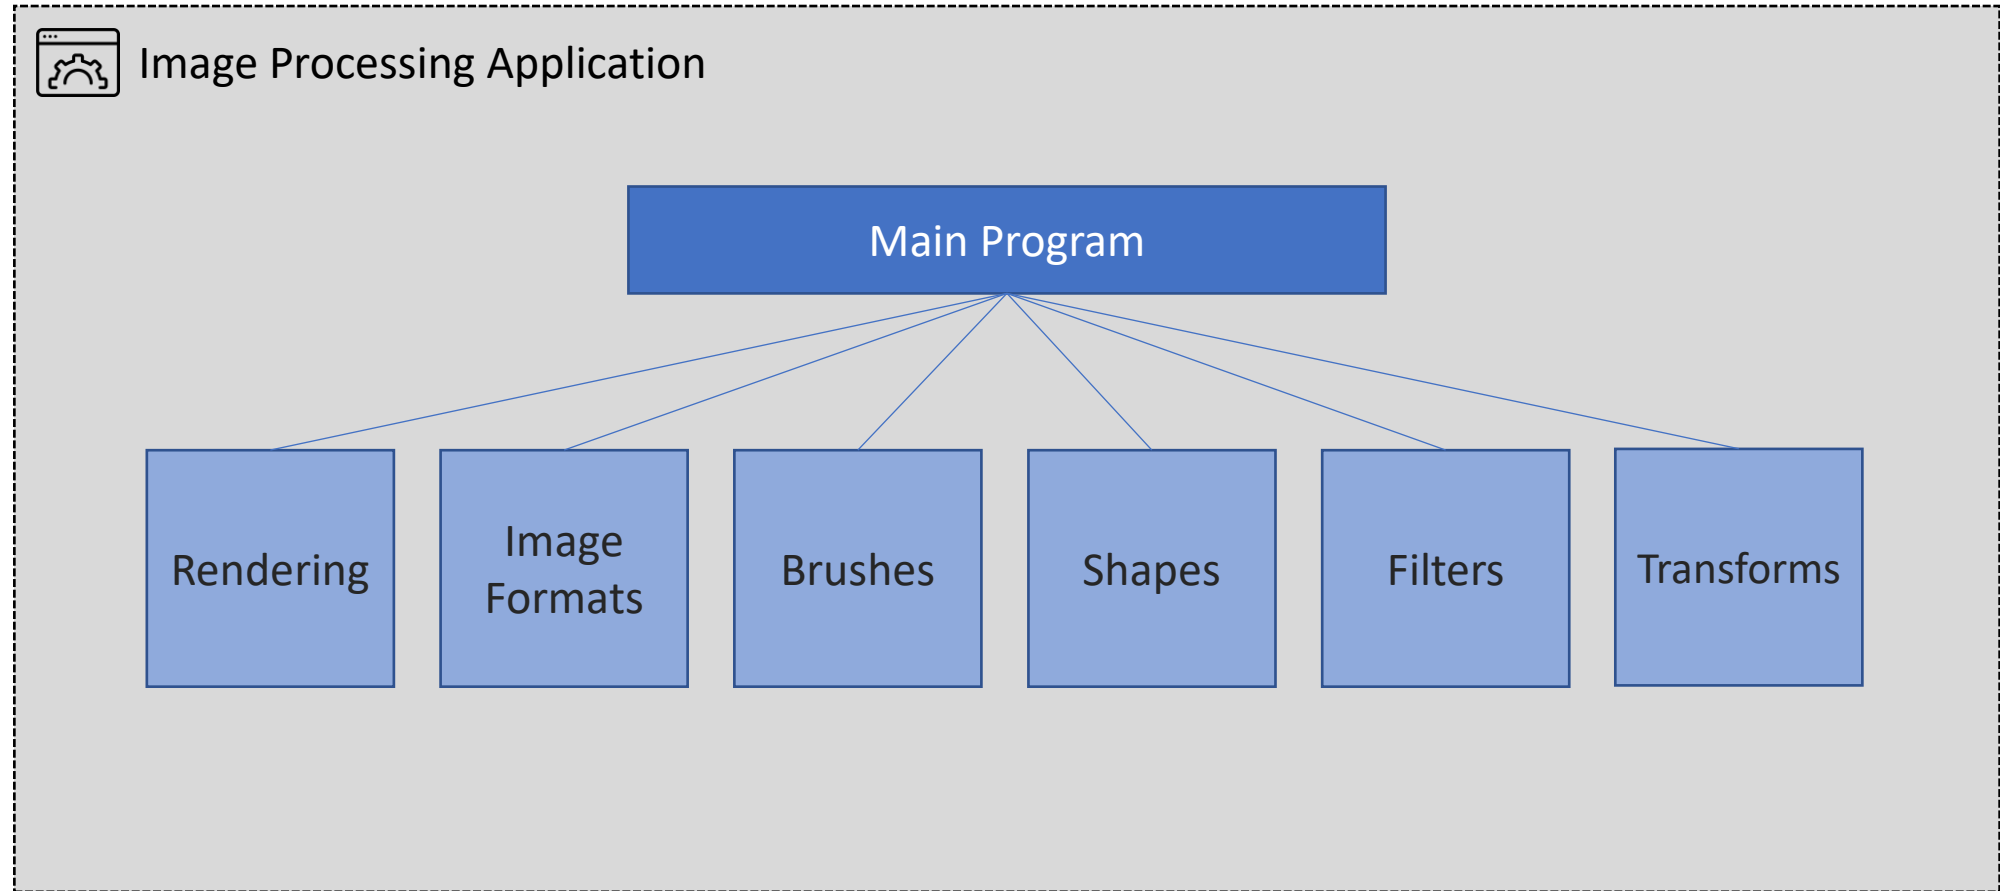 Image Processing Application
Main Program
Rendering
Image
Formats
Brushes
Shapes
Filters
Transforms